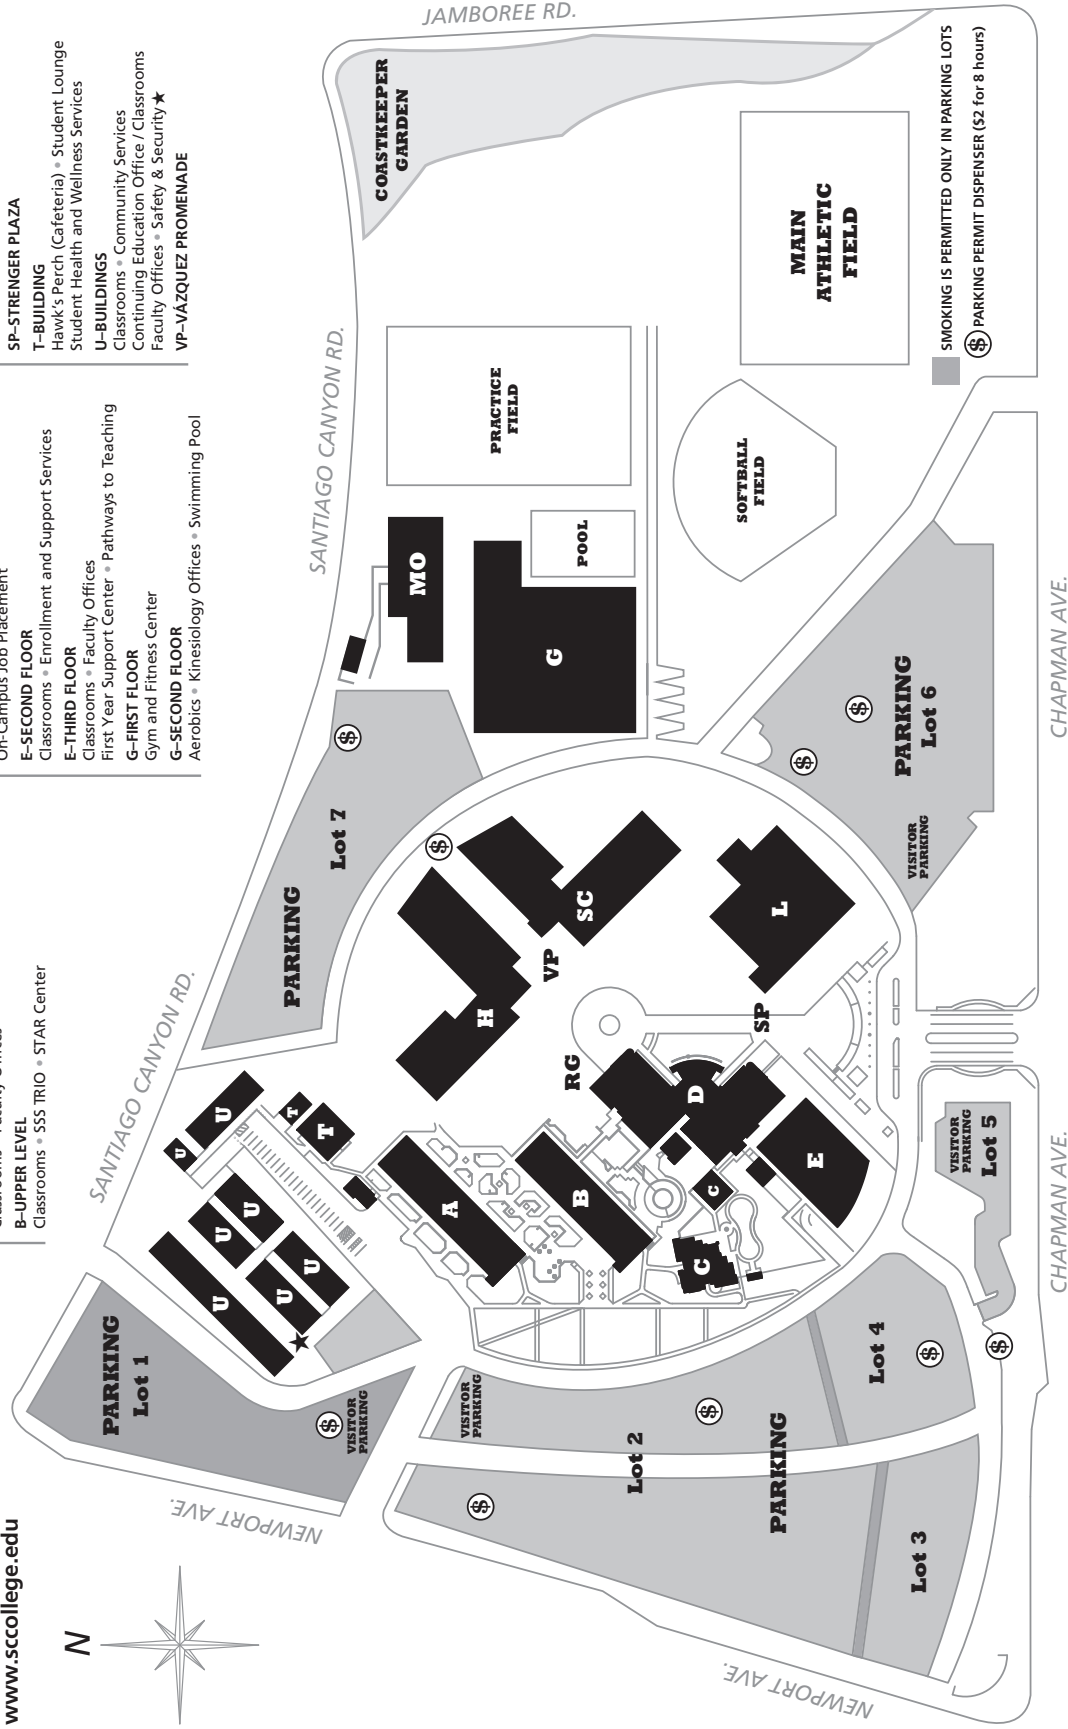 www.sccollege.edu
B–UPPER LEVEL
Classrooms • SSS TRIO • STAR Center
On-Campus Job Placement
E–SECOND FLOOR
Classrooms • Enrollment and Support Services
E–THIRD FLOOR
Classrooms • Faculty Offices
First Year Support Center • Pathways to Teaching
G–FIRST FLOOR
Gym and Fitness Center
G–SECOND FLOOR
Aerobics • Kinesiology Offices • Swimming Pool
SP–STRENGER PLAZA
T–BUILDING
Hawk's Perch (Cafeteria) • Student Lounge
Student Health and Wellness Services
U–BUILDINGS
Classrooms • Community Services
Continuing Education Office / Classrooms
Faculty Offices • Safety & Security ★
VP–VÁZQUEZ PROMENADE
N
NEWPORT AVE.
NEWPORT AVE.
SANTIAGO CANYON RD.
SANTIAGO CANYON RD.
JAMBOREE RD.
CHAPMAN AVE.
CHAPMAN AVE.
PARKING
Lot 1
VISITOR
PARKING
$
U
U
U
U
U
U
U
T
T
PARKING
Lot 7
$
$
MO
G
POOL
PRACTICE
FIELD
COASTKEEPER
GARDEN
MAIN
ATHLETIC
FIELD
SOFTBALL
FIELD
A
B
H
VP
SC
RG
D
SP
L
C
C
E
VISITOR
PARKING
Lot 2
$
$
PARKING
Lot 3
Lot 4
$
$
VISITOR
PARKING
Lot 5
VISITOR
PARKING
PARKING
Lot 6
$
$
SMOKING IS PERMITTED ONLY IN PARKING LOTS
$ PARKING PERMIT DISPENSER ($2 for 8 hours)